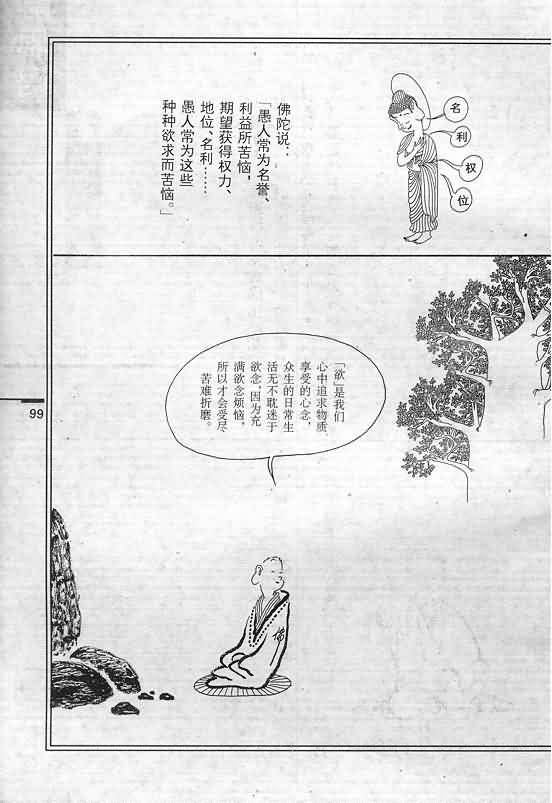 佛陀说：
「愚人常为名誉、
利益所苦恼，
期望获得权力、
地位、名利……
愚人常为这些
种种欲求而苦恼。」
名
利
权
位
「欲」是我们
心中追求物质、
享受的心念，
众生的日常生
活无不耽迷于
欲念，因为充
满欲念烦恼，
所以才会受尽
苦难折磨。
佛
99